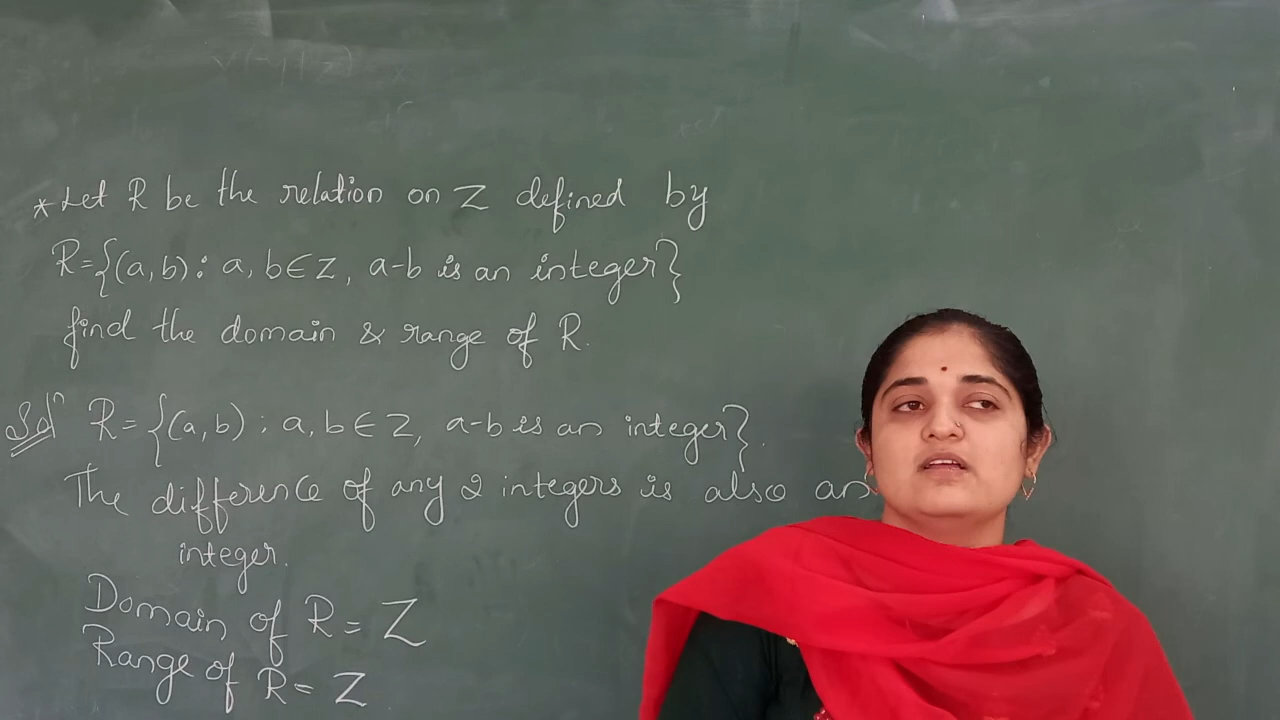 * Let R be the relation on Z defined by
R={(a,b): a, b∈Z, a-b is an integer}
find the domain & range of R.
Solⁿ R={(a,b) : a, b∈Z, a-b is an integer}.
The difference of any 2 integers is also an
integer.
Domain of R = Z
Range of R = Z